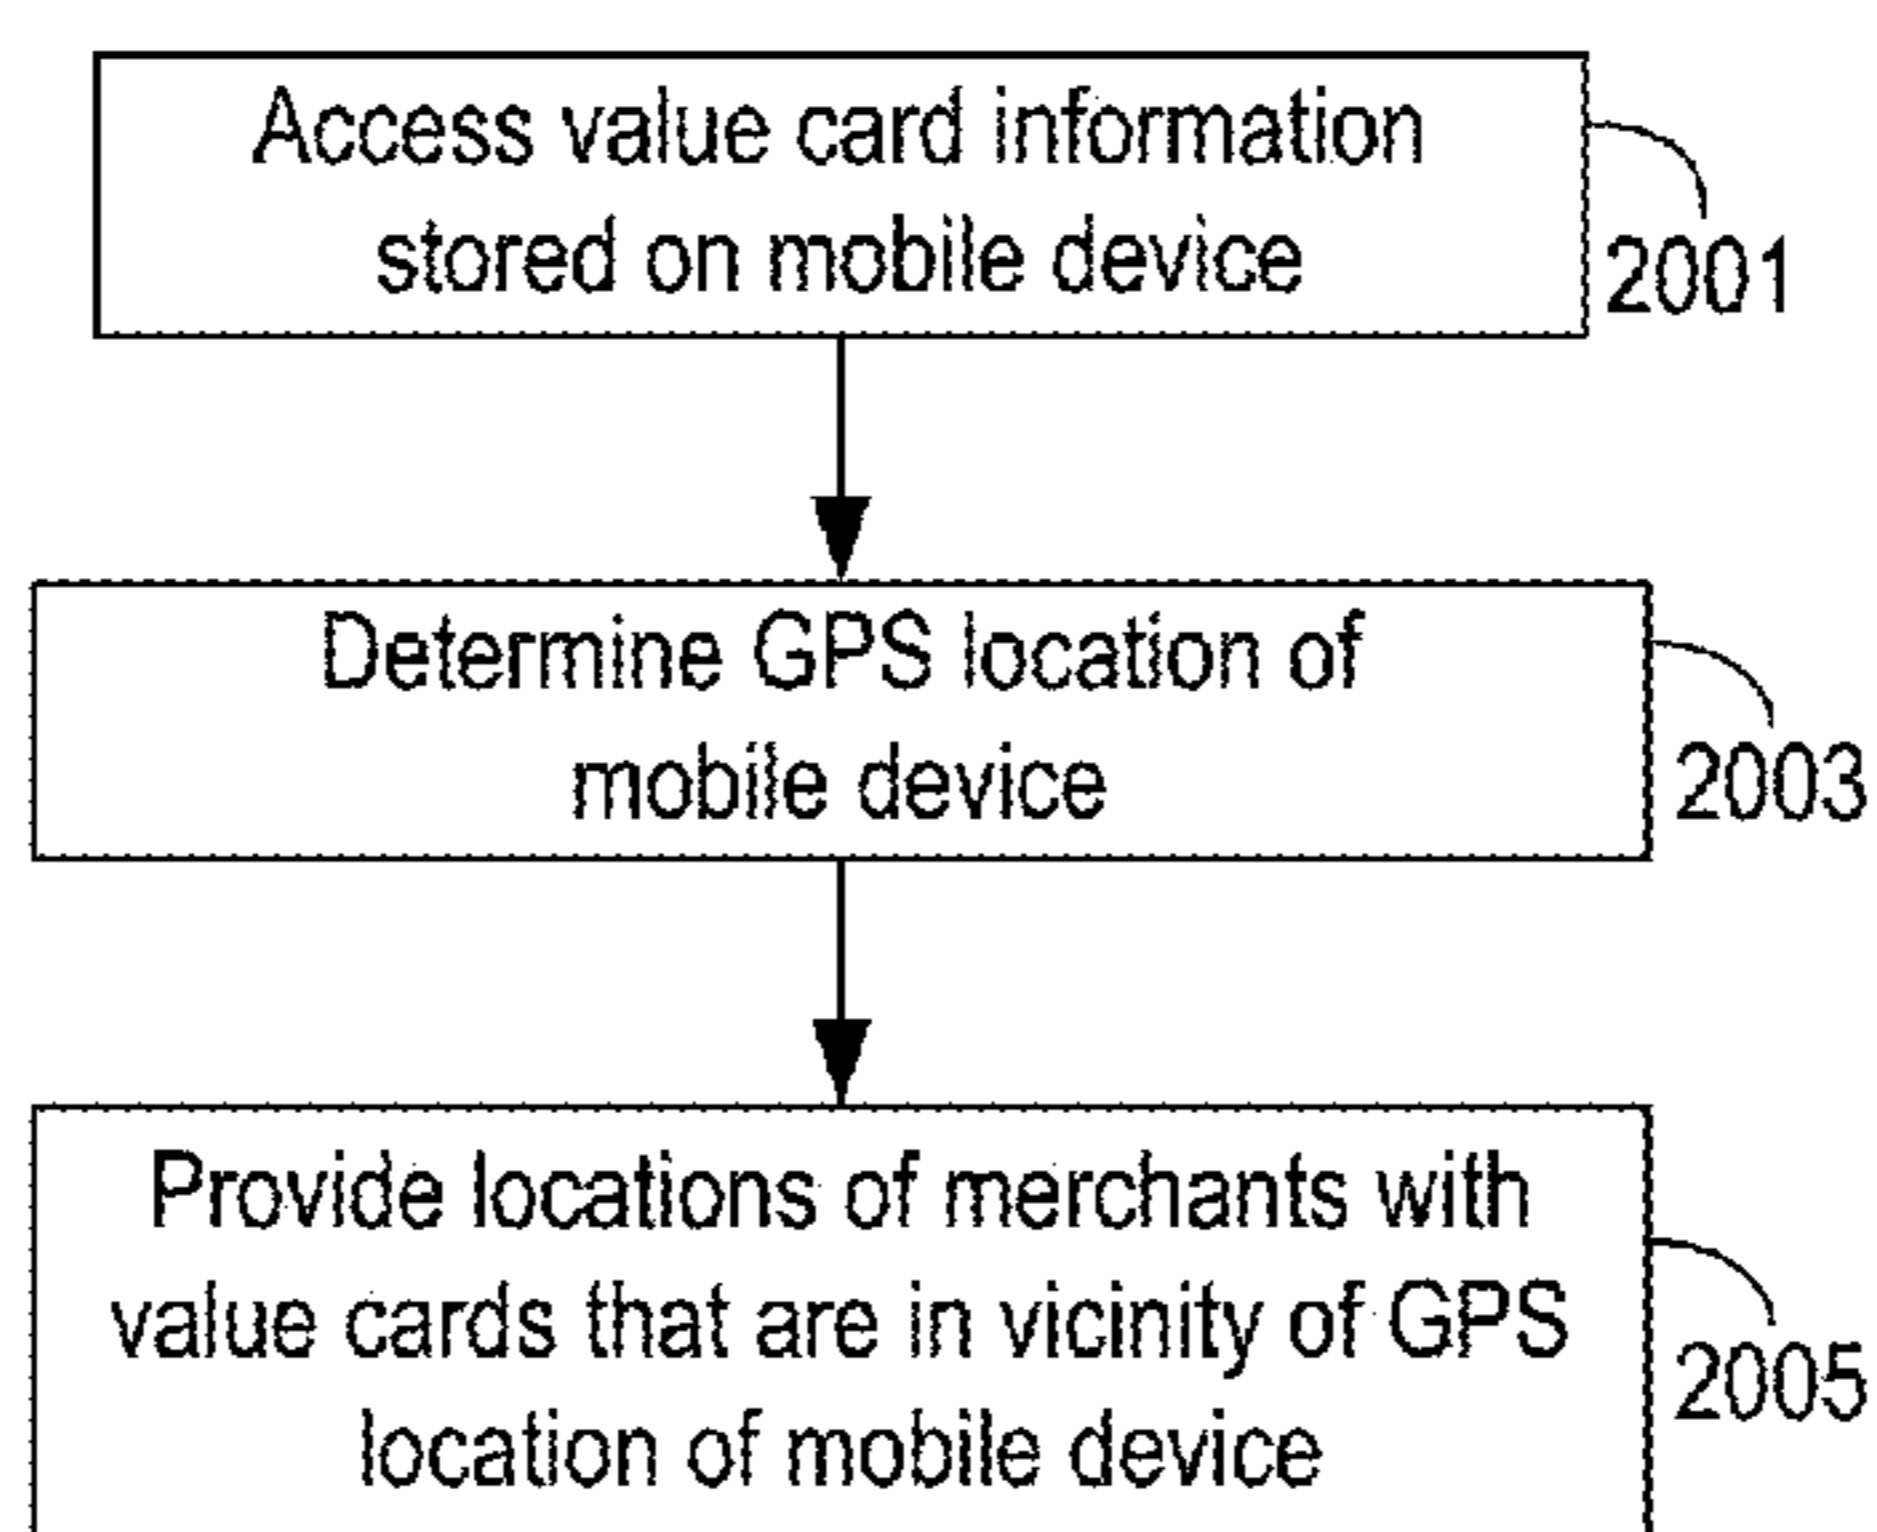 Access value card information
stored on mobile device
2001
Determine GPS location of
mobile device
2003
Provide locations of merchants with
value cards that are in vicinity of GPS
location of mobile device
2005